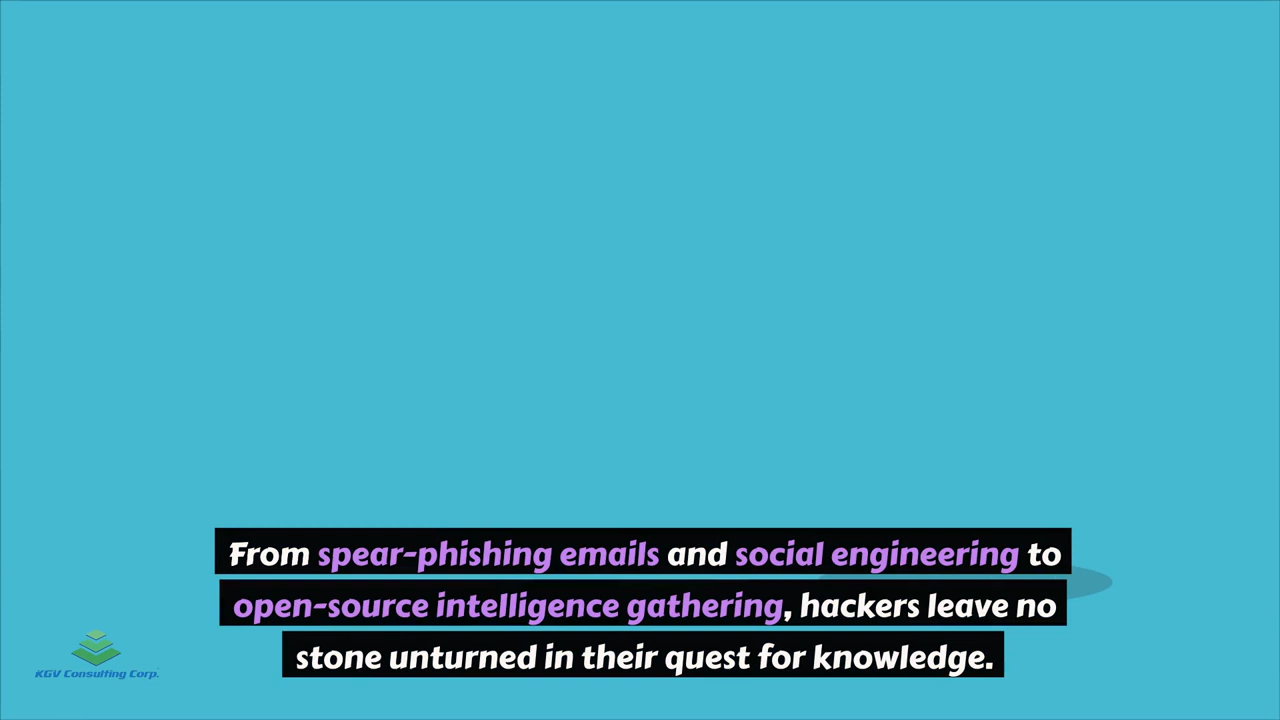 From spear-phishing emails and social engineering to
open-source intelligence gathering, hackers leave no
stone unturned in their quest for knowledge.
KGV Consulting Corp.